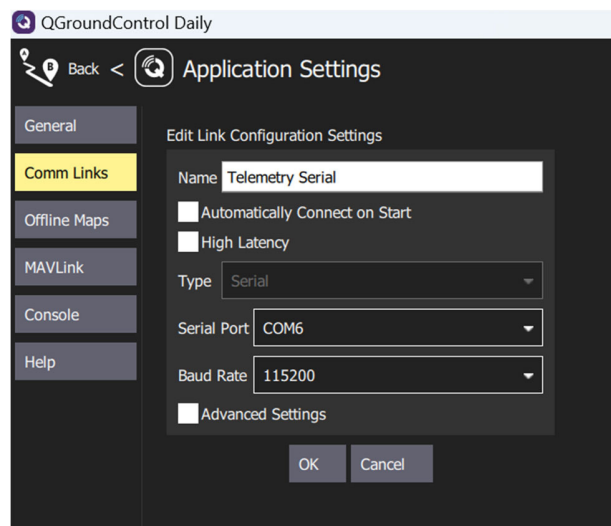 QGroundControl Daily
Back < Application Settings
General
Comm Links
Offline Maps
MAVLink
Console
Help
Edit Link Configuration Settings
Name Telemetry Serial
Automatically Connect on Start
High Latency
Type Serial
Serial Port COM6
Baud Rate 115200
Advanced Settings
OK Cancel